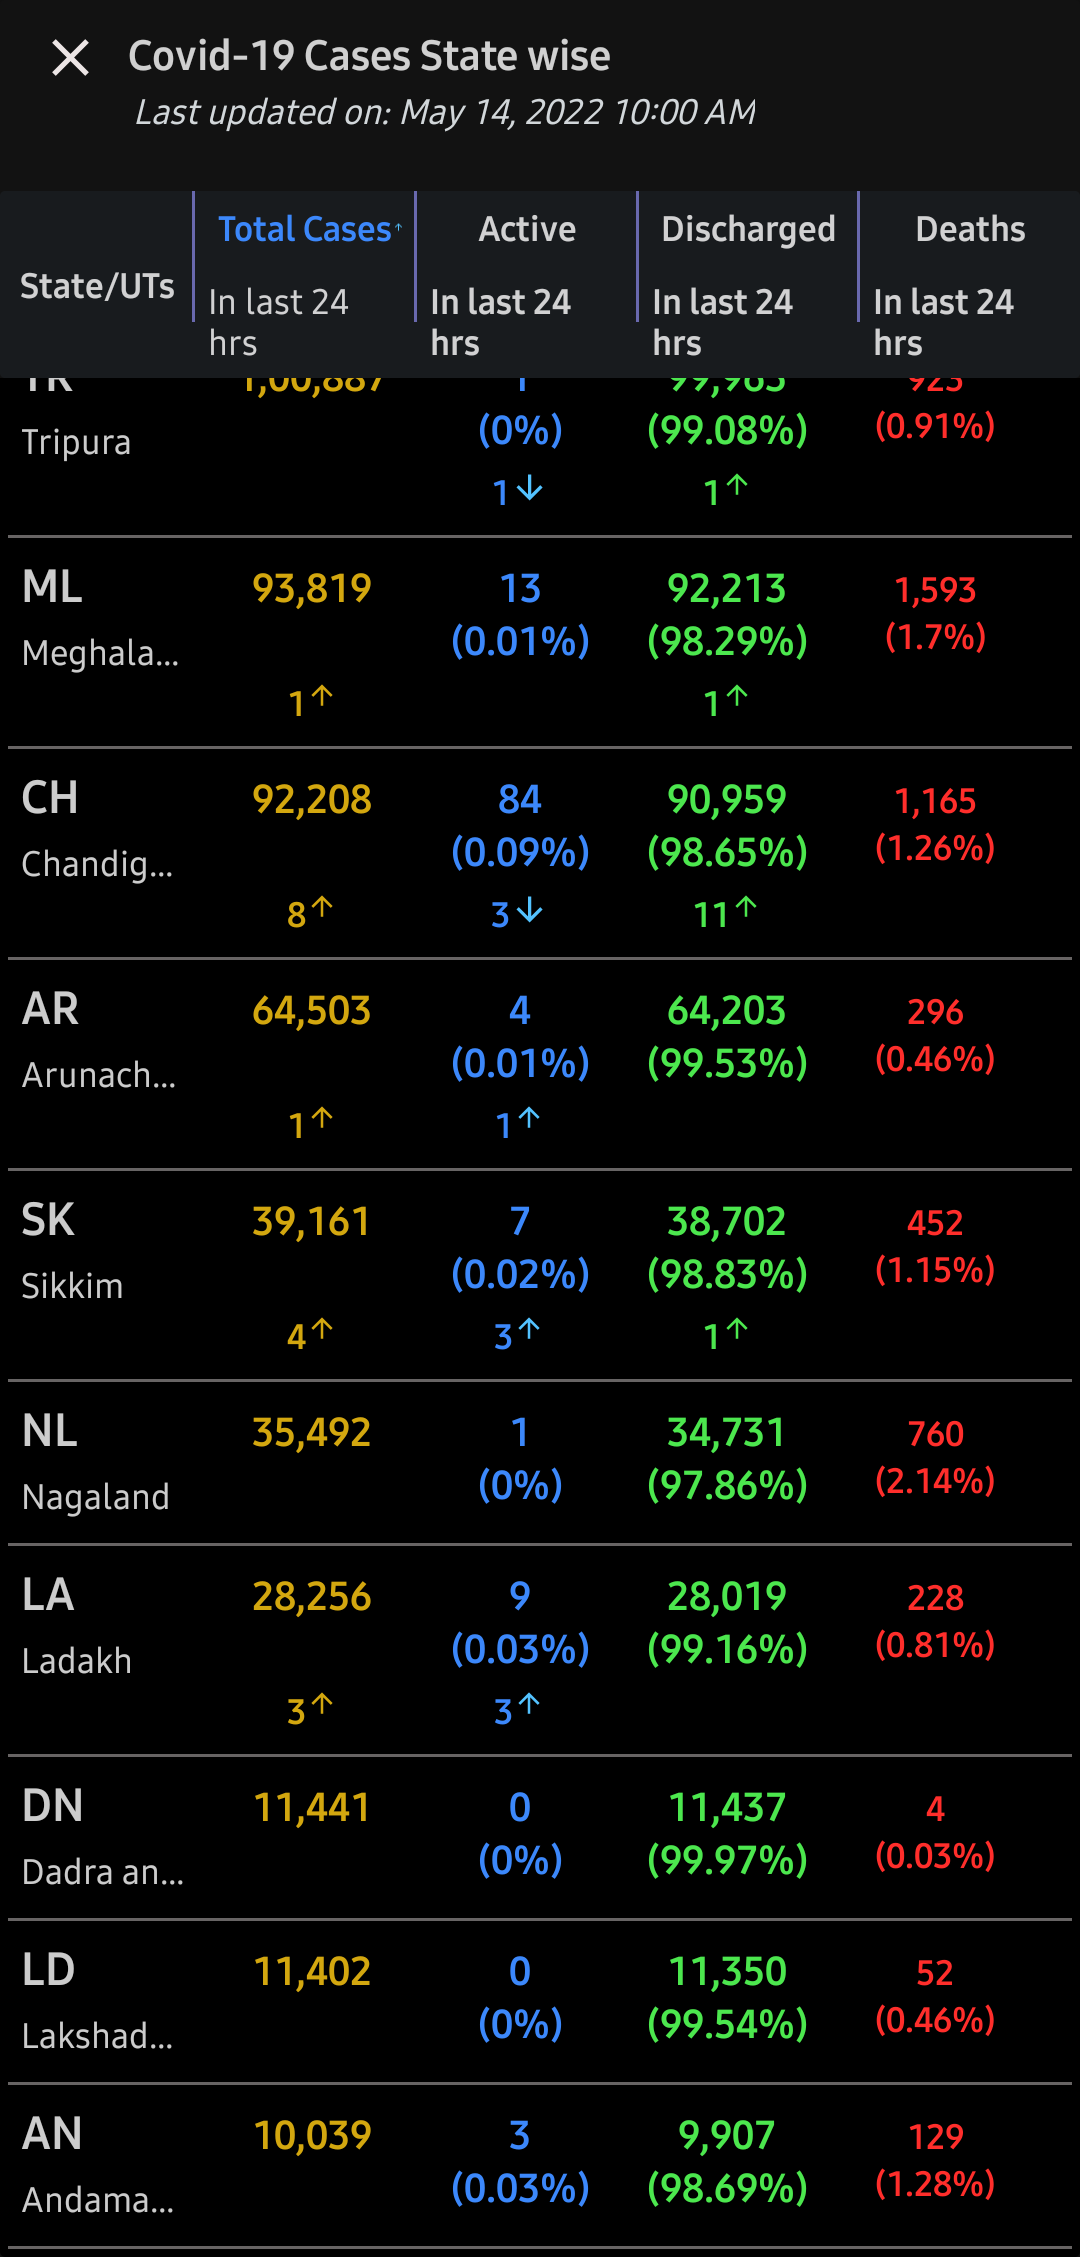 Covid-19 Cases State wise
Last updated on: May 14, 2022 10:00 AM
State/UTs
Total Cases↑ Active Discharged Deaths
In last 24 hrs In last 24 hrs In last 24 hrs In last 24 hrs
TR 1,00,887 1 99,963 923
Tripura (0%) (99.08%) (0.91%)
1↓ 1↑
ML 93,819 13 92,213 1,593
Meghala... (0.01%) (98.29%) (1.7%)
1↑ 1↑
CH 92,208 84 90,959 1,165
Chandig... (0.09%) (98.65%) (1.26%)
8↑ 3↓ 11↑
AR 64,503 4 64,203 296
Arunach... (0.01%) (99.53%) (0.46%)
1↑ 1↑
SK 39,161 7 38,702 452
Sikkim (0.02%) (98.83%) (1.15%)
4↑ 3↑ 1↑
NL 35,492 1 34,731 760
Nagaland (0%) (97.86%) (2.14%)
LA 28,256 9 28,019 228
Ladakh (0.03%) (99.16%) (0.81%)
3↑ 3↑
DN 11,441 0 11,437 4
Dadra an... (0%) (99.97%) (0.03%)
LD 11,402 0 11,350 52
Lakshad... (0%) (99.54%) (0.46%)
AN 10,039 3 9,907 129
Andama... (0.03%) (98.69%) (1.28%)